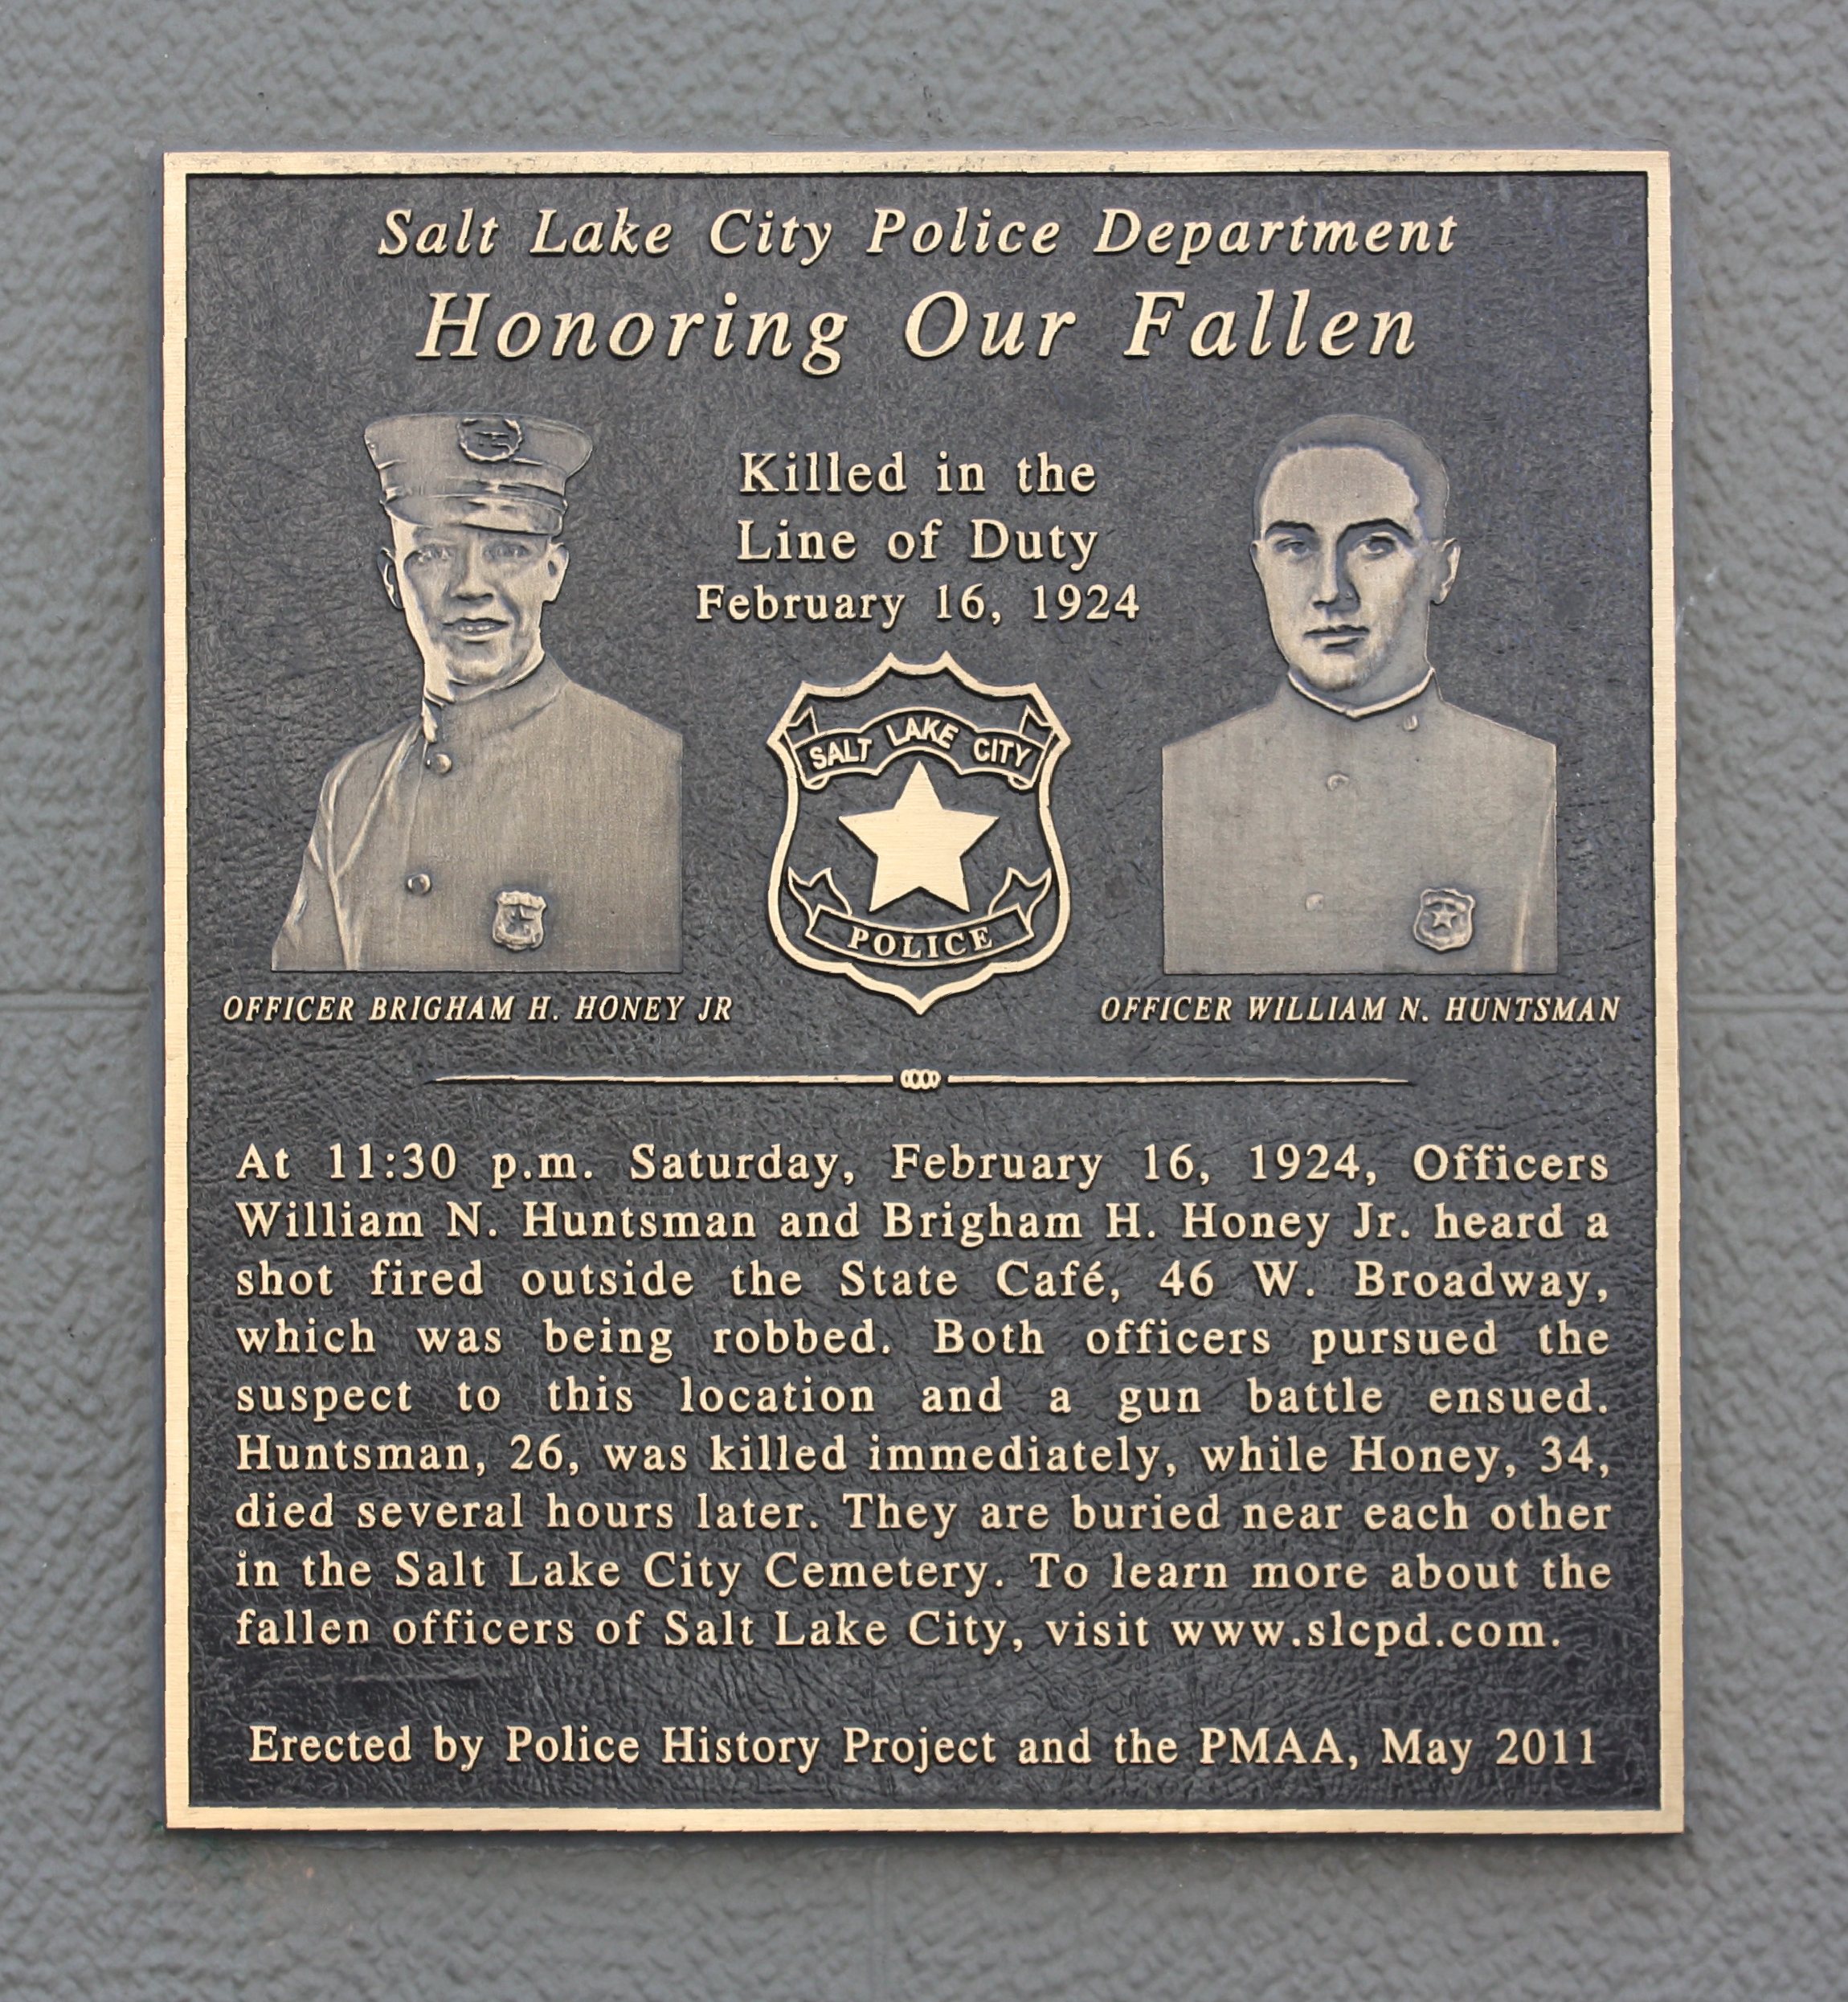 Salt Lake City Police Department
Honoring Our Fallen
Killed in the
Line of Duty
February 16, 1924
SALT LAKE CITY
POLICE
OFFICER BRIGHAM H. HONEY JR
OFFICER WILLIAM N. HUNTSMAN
At 11:30 p.m. Saturday, February 16, 1924, Officers
William N. Huntsman and Brigham H. Honey Jr. heard a
shot fired outside the State Café, 46 W. Broadway,
which was being robbed. Both officers pursued the
suspect to this location and a gun battle ensued.
Huntsman, 26, was killed immediately, while Honey, 34,
died several hours later. They are buried near each other
in the Salt Lake City Cemetery. To learn more about the
fallen officers of Salt Lake City, visit www.slcpd.com.
Erected by Police History Project and the PMAA, May 2011